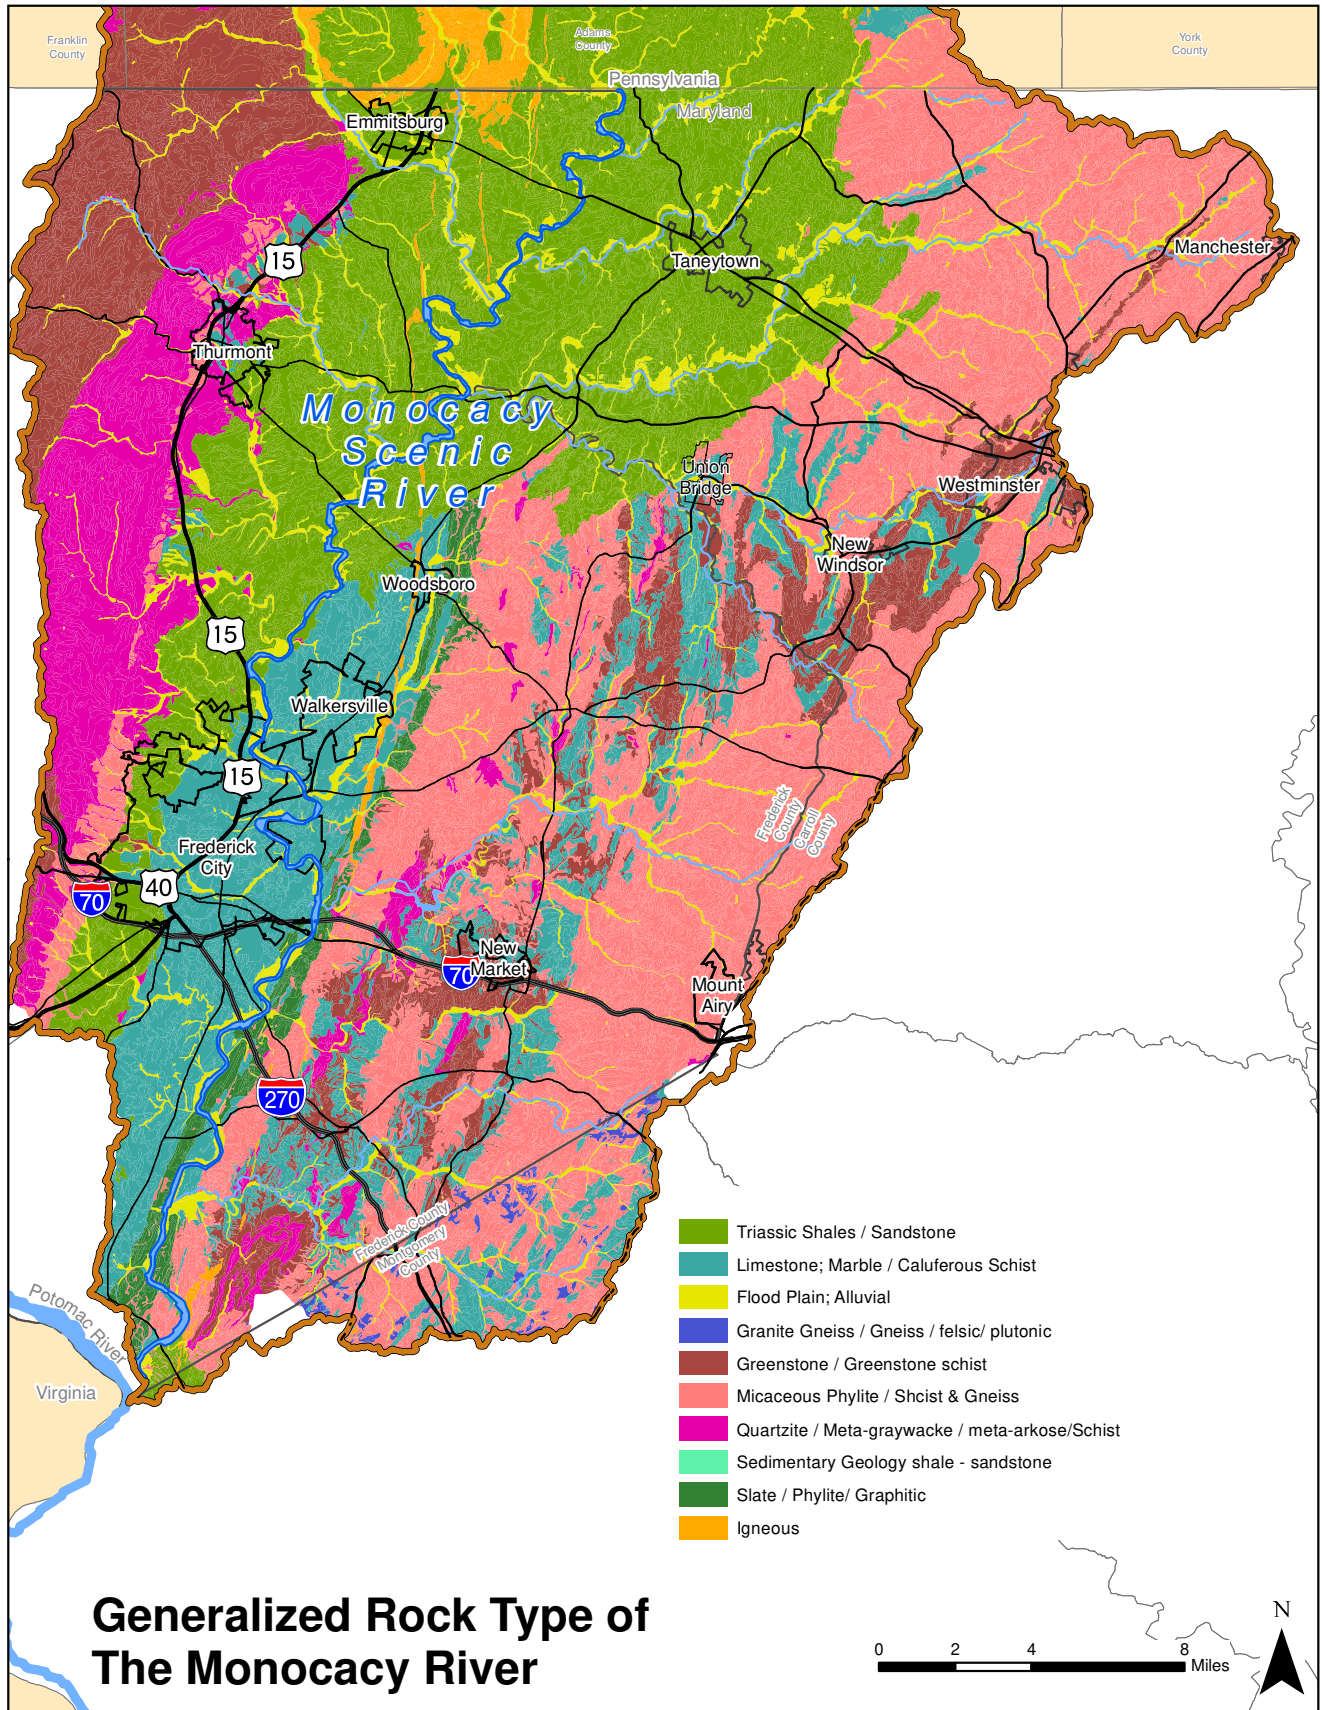 Franklin
County
Adams
County
York
County
Pennsylvania
Maryland
Emmitsburg
15
Taneytown
Manchester
Thurmont
Monocacy
Scenic
River
Union
Bridge
Westminster
New
Windsor
Woodsboro
15
Walkersville
15
Frederick
County
Carroll
County
Frederick
City
40
70
New
Market
70
Mount
Airy
270
Frederick County
Montgomery
County
Potomac River
Virginia
Triassic Shales / Sandstone
Limestone; Marble / Caluferous Schist
Flood Plain; Alluvial
Granite Gneiss / Gneiss / felsic/ plutonic
Greenstone / Greenstone schist
Micaceous Phylite / Shcist & Gneiss
Quartzite / Meta-graywacke / meta-arkose/Schist
Sedimentary Geology shale - sandstone
Slate / Phylite/ Graphitic
Igneous
Generalized Rock Type of
The Monocacy River
0 2 4 8
Miles
N